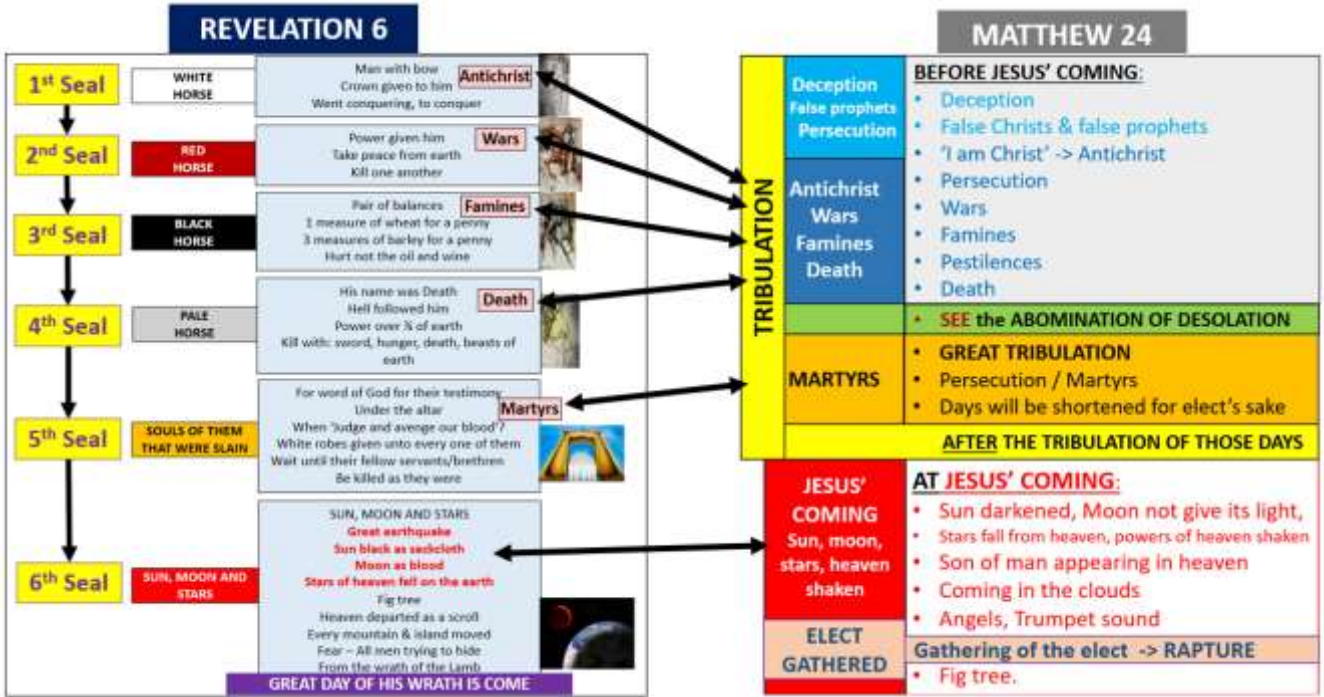 REVELATION 6
1st Seal
WHITE
HORSE
Man with bow
Crown given to him
Went conquering, to conquer
Antichrist
2nd Seal
RED
HORSE
Power given him
Take peace from earth
Kill one another
Wars
3rd Seal
BLACK
HORSE
Pair of balances
1 measure of wheat for a penny
3 measures of barley for a penny
Hurt not the oil and wine
Famines
4th Seal
PALE
HORSE
His name was Death
Hell followed him
Power over ¼ of earth
Kill with: sword, hunger, death, beasts of
earth
Death
5th Seal
SOULS OF THEM
THAT WERE SLAIN
For word of God for their testimony
Under the altar
When 'Judge and avenge our blood'?
White robes given unto every one of them
Wait until their fellow servants/brethren
Be killed as they were
Martyrs
6th Seal
SUN, MOON AND
STARS
SUN, MOON AND STARS
Great earthquake
Sun black as sackcloth
Moon as blood
Stars of heaven fell on the earth
Fig tree
Heaven departed as a scroll
Every mountain & island moved
Fear – All men trying to hide
From the wrath of the Lamb
GREAT DAY OF HIS WRATH IS COME
MATTHEW 24
TRIBULATION
Deception
False prophets
Persecution
Antichrist
Wars
Famines
Death
MARTYRS
BEFORE JESUS' COMING:
• Deception
• False Christs & false prophets
• 'I am Christ' -> Antichrist
• Persecution
• Wars
• Famines
• Pestilences
• Death
• SEE the ABOMINATION OF DESOLATION
• GREAT TRIBULATION
• Persecution / Martyrs
• Days will be shortened for elect's sake
AFTER THE TRIBULATION OF THOSE DAYS
JESUS'
COMING
Sun, moon,
stars, heaven
shaken
AT JESUS' COMING:
• Sun darkened, Moon not give its light,
• Stars fall from heaven, powers of heaven shaken
• Son of man appearing in heaven
• Coming in the clouds
• Angels, Trumpet sound
ELECT
GATHERED
Gathering of the elect -> RAPTURE
• Fig tree.